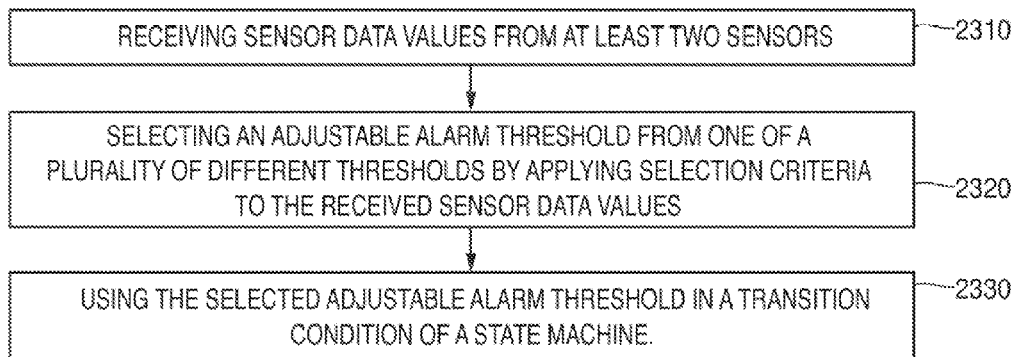 RECEIVING SENSOR DATA VALUES FROM AT LEAST TWO SENSORS
2310
SELECTING AN ADJUSTABLE ALARM THRESHOLD FROM ONE OF A
PLURALITY OF DIFFERENT THRESHOLDS BY APPLYING SELECTION CRITERIA
TO THE RECEIVED SENSOR DATA VALUES
2320
USING THE SELECTED ADJUSTABLE ALARM THRESHOLD IN A TRANSITION
CONDITION OF A STATE MACHINE.
2330